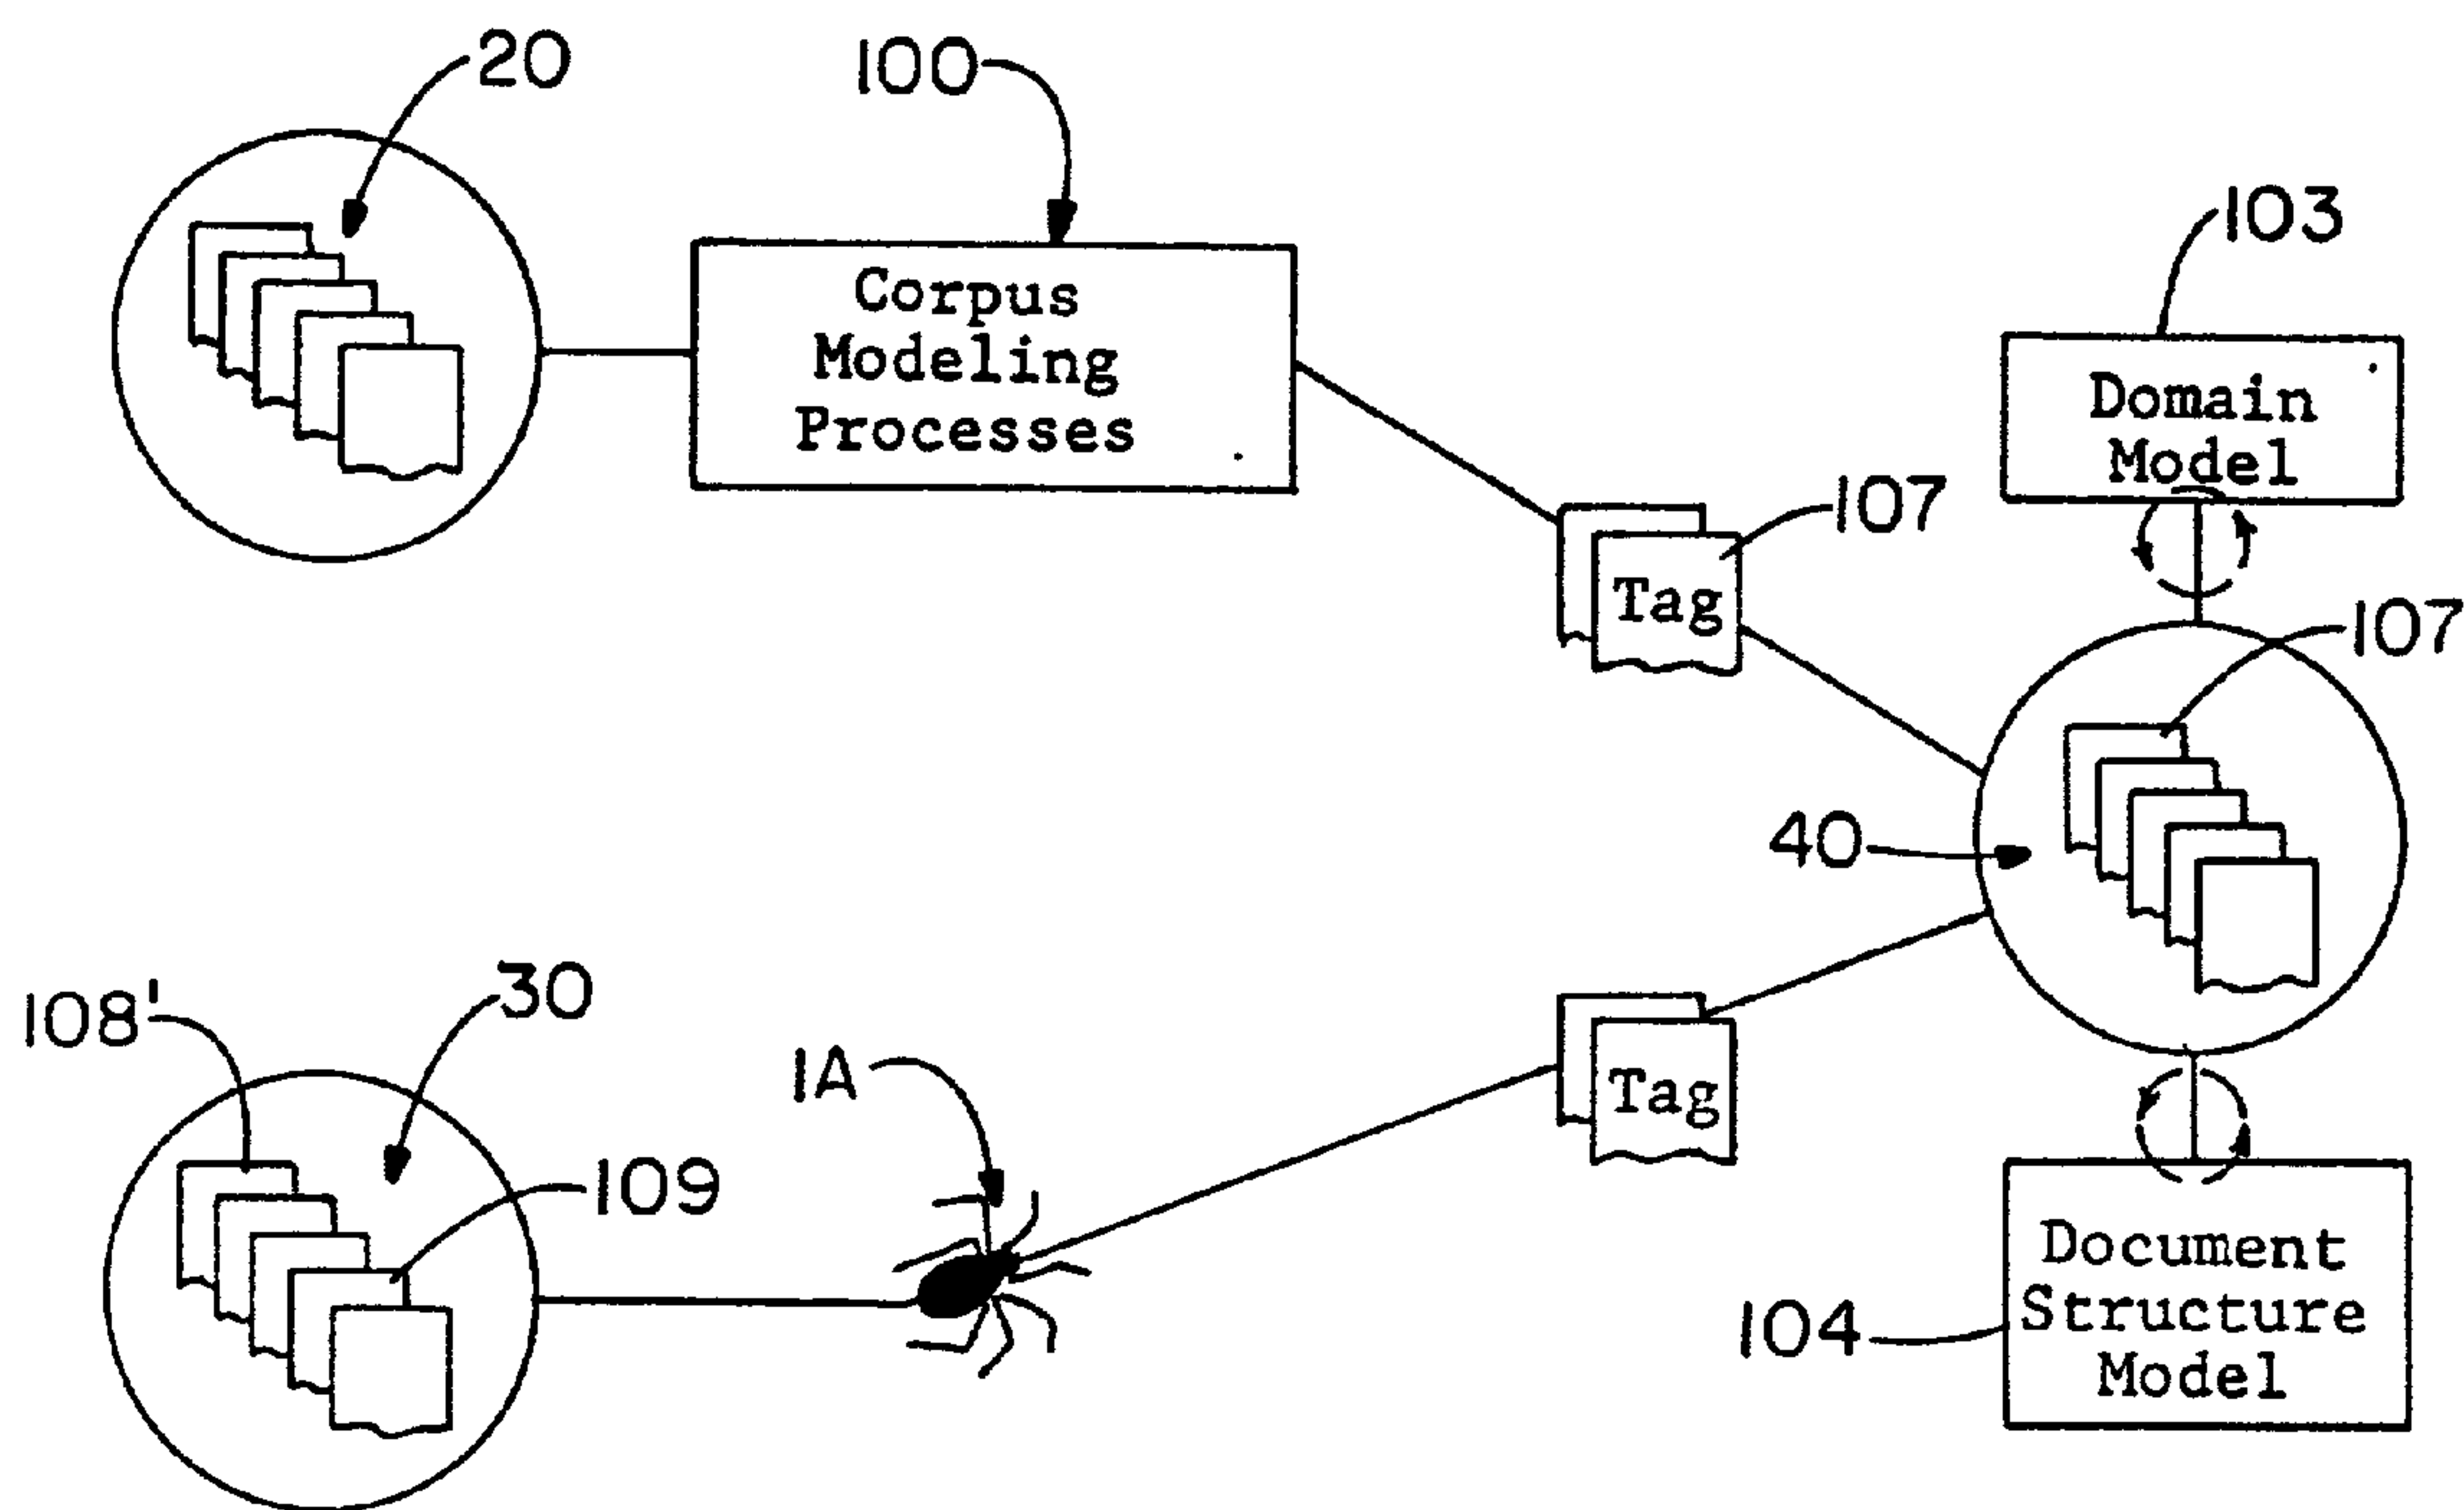 20
100
103
Corpus
Modeling
Processes
Domain
Model
107
Tag
107
40
108'
30
1A
109
Tag
104
Document
Structure
Model